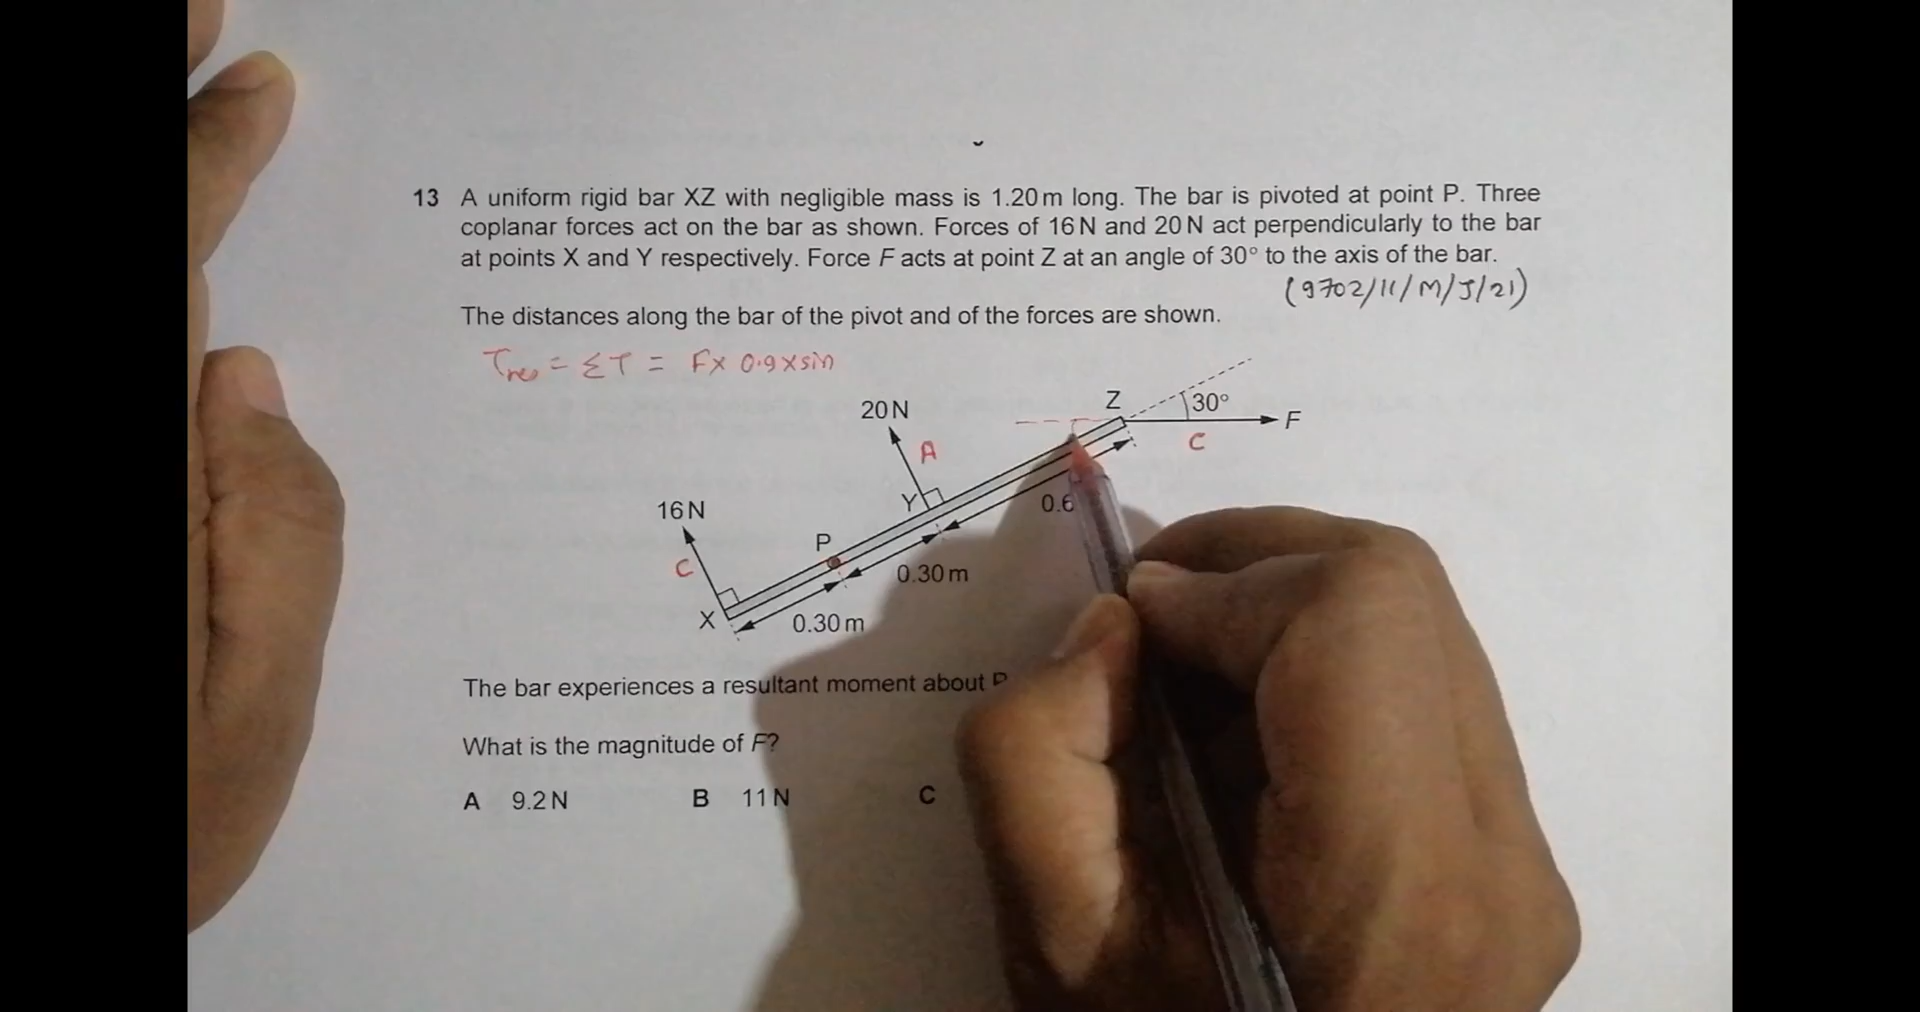 13 A uniform rigid bar XZ with negligible mass is 1.20 m long. The bar is pivoted at point P. Three
coplanar forces act on the bar as shown. Forces of 16 N and 20 N act perpendicularly to the bar
at points X and Y respectively. Force F acts at point Z at an angle of 30° to the axis of the bar.
(9702/11/M/J/21)
The distances along the bar of the pivot and of the forces are shown.
Tres = ΣT = F× 0.9×sin
Z 30° F
20 N
A C
Y
16 N 0.6
P
C 0.30 m
X 0.30 m
The bar experiences a resultant moment about
What is the magnitude of F?
A 9.2 N B 11 N C